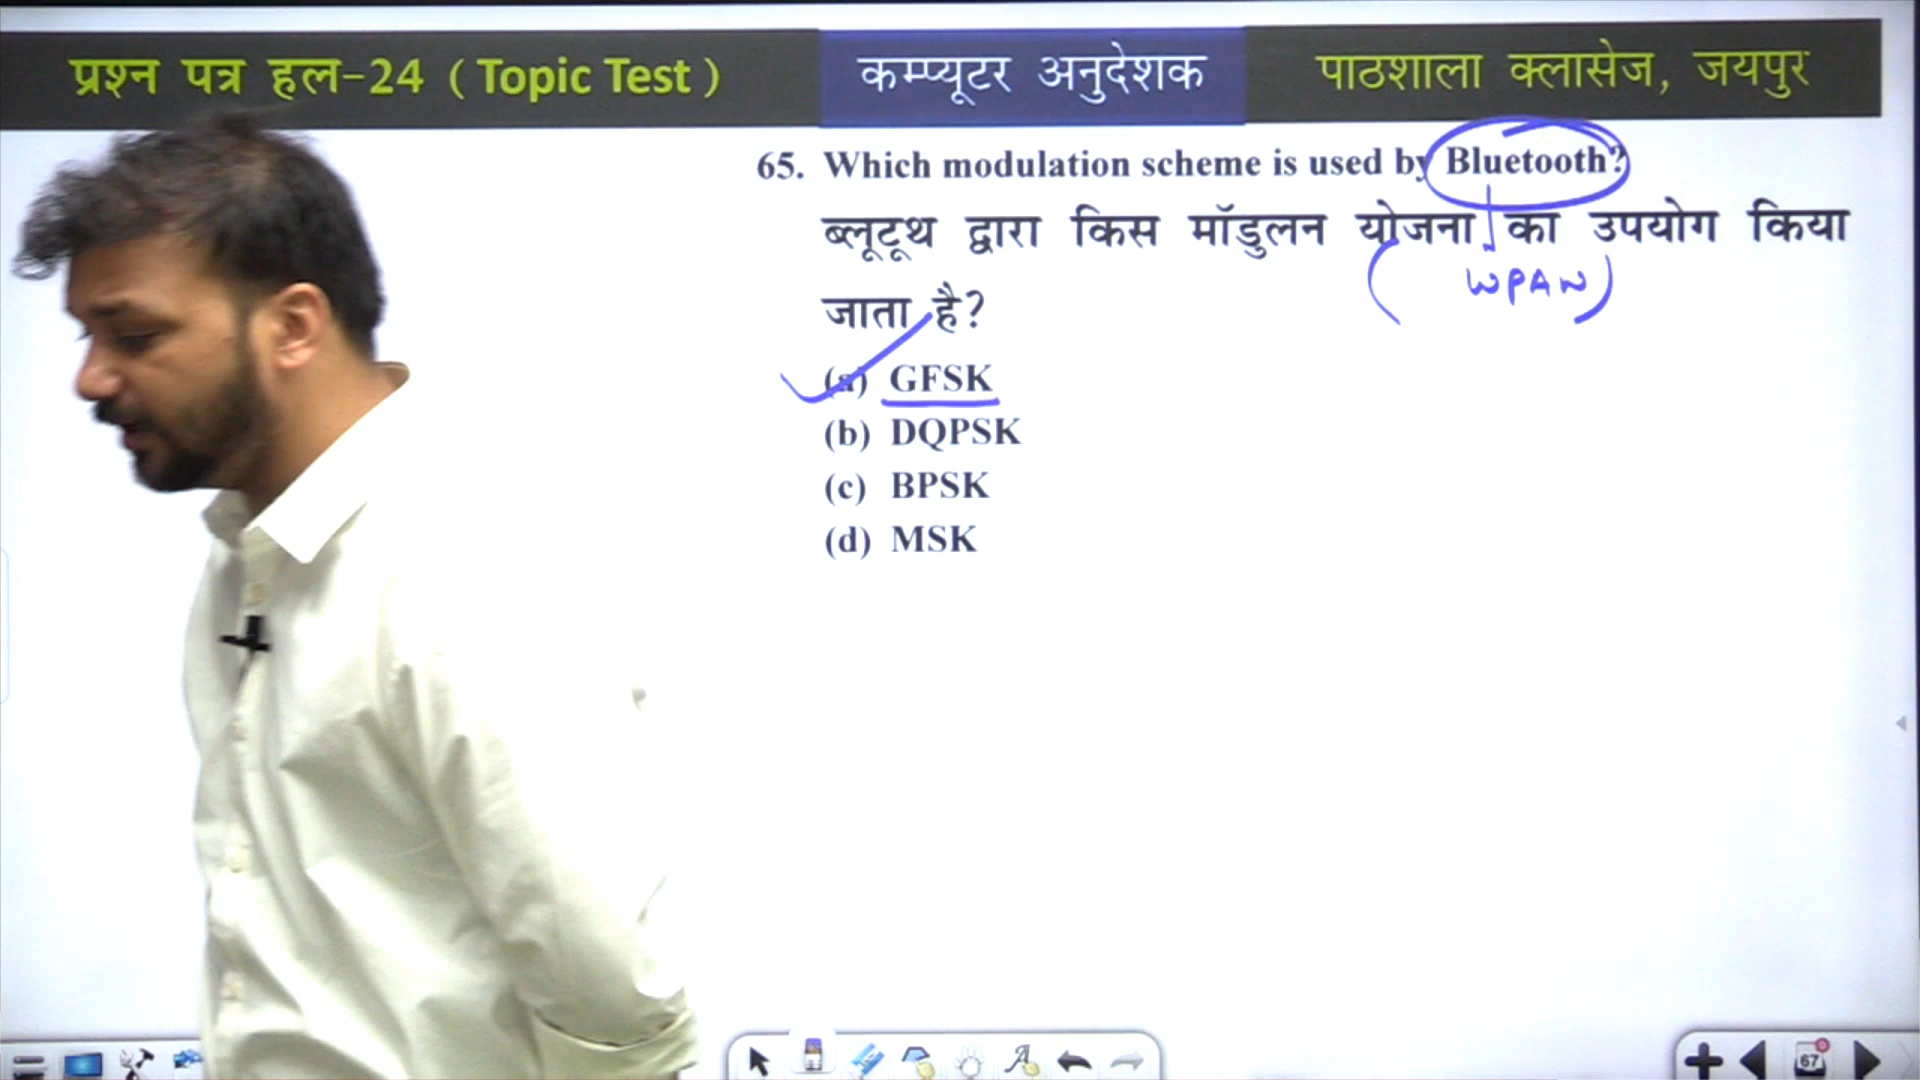 प्रश्न पत्र हल-24 ( Topic Test ) कम्प्यूटर अनुदेशक पाठशाला क्लासेज, जयपुर
65. Which modulation scheme is used by Bluetooth?
ब्लूटूथ द्वारा किस मॉडुलन योजना का उपयोग किया
(WPAN)
जाता है?
(a) GFSK
(b) DQPSK
(c) BPSK
(d) MSK
67